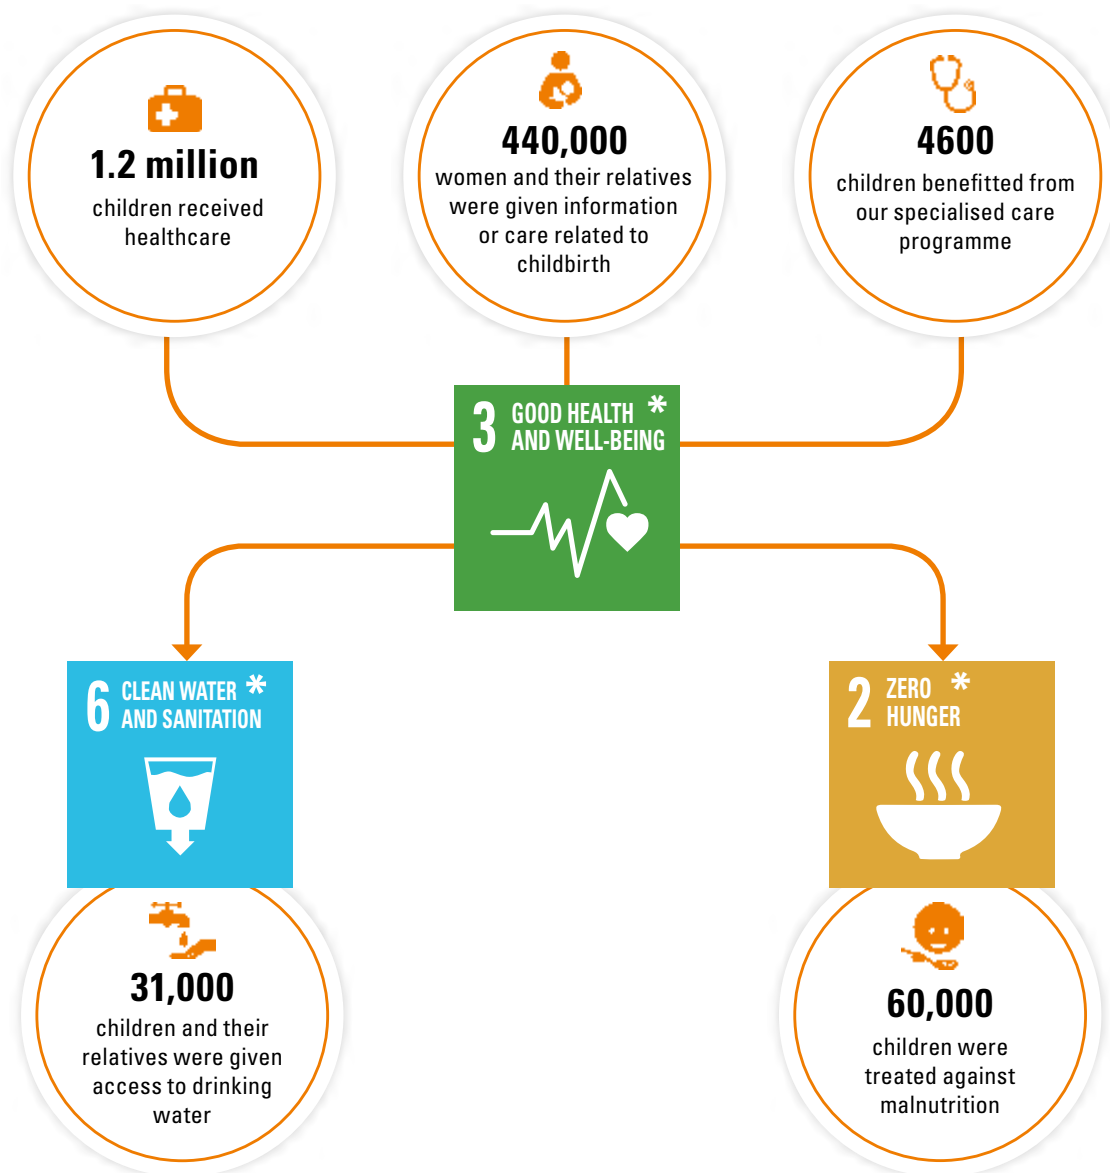 1.2 million
children received
healthcare
440,000
women and their relatives
were given information
or care related to
childbirth
4600
children benefitted from
our specialised care
programme
3 GOOD HEALTH *
AND WELL-BEING
6 CLEAN WATER *
AND SANITATION
2 ZERO *
HUNGER
31,000
children and their
relatives were given
access to drinking
water
60,000
children were
treated against
malnutrition